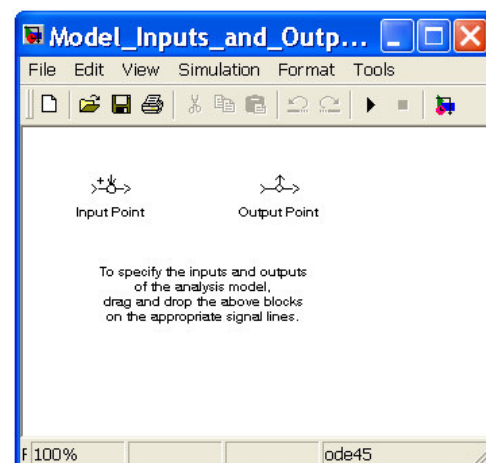 Model_Inputs_and_Outp...
File Edit View Simulation Format Tools
Input Point Output Point
To specify the inputs and outputs
of the analysis model,
drag and drop the above blocks
on the appropriate signal lines.
F 100% ode45